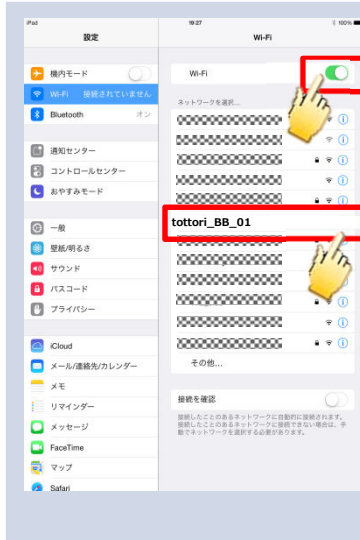 iPad
19:27
100%
設定
Wi-Fi
機内モード
Wi-Fi 接続されていません
Bluetooth オン
通知センター
コントロールセンター
おやすみモード
一般
壁紙/明るさ
サウンド
パスコード
プライバシー
iCloud
メール/連絡先/カレンダー
メモ
リマインダー
メッセージ
FaceTime
マップ
Safari
Wi-Fi
ネットワークを選択...
tottori_BB_01
その他...
接続を確認
接続したことのあるネットワークに自動的に接続されます。
接続したことのあるネットワークに接続できない場合は、手
動でネットワークを選択する必要があります。